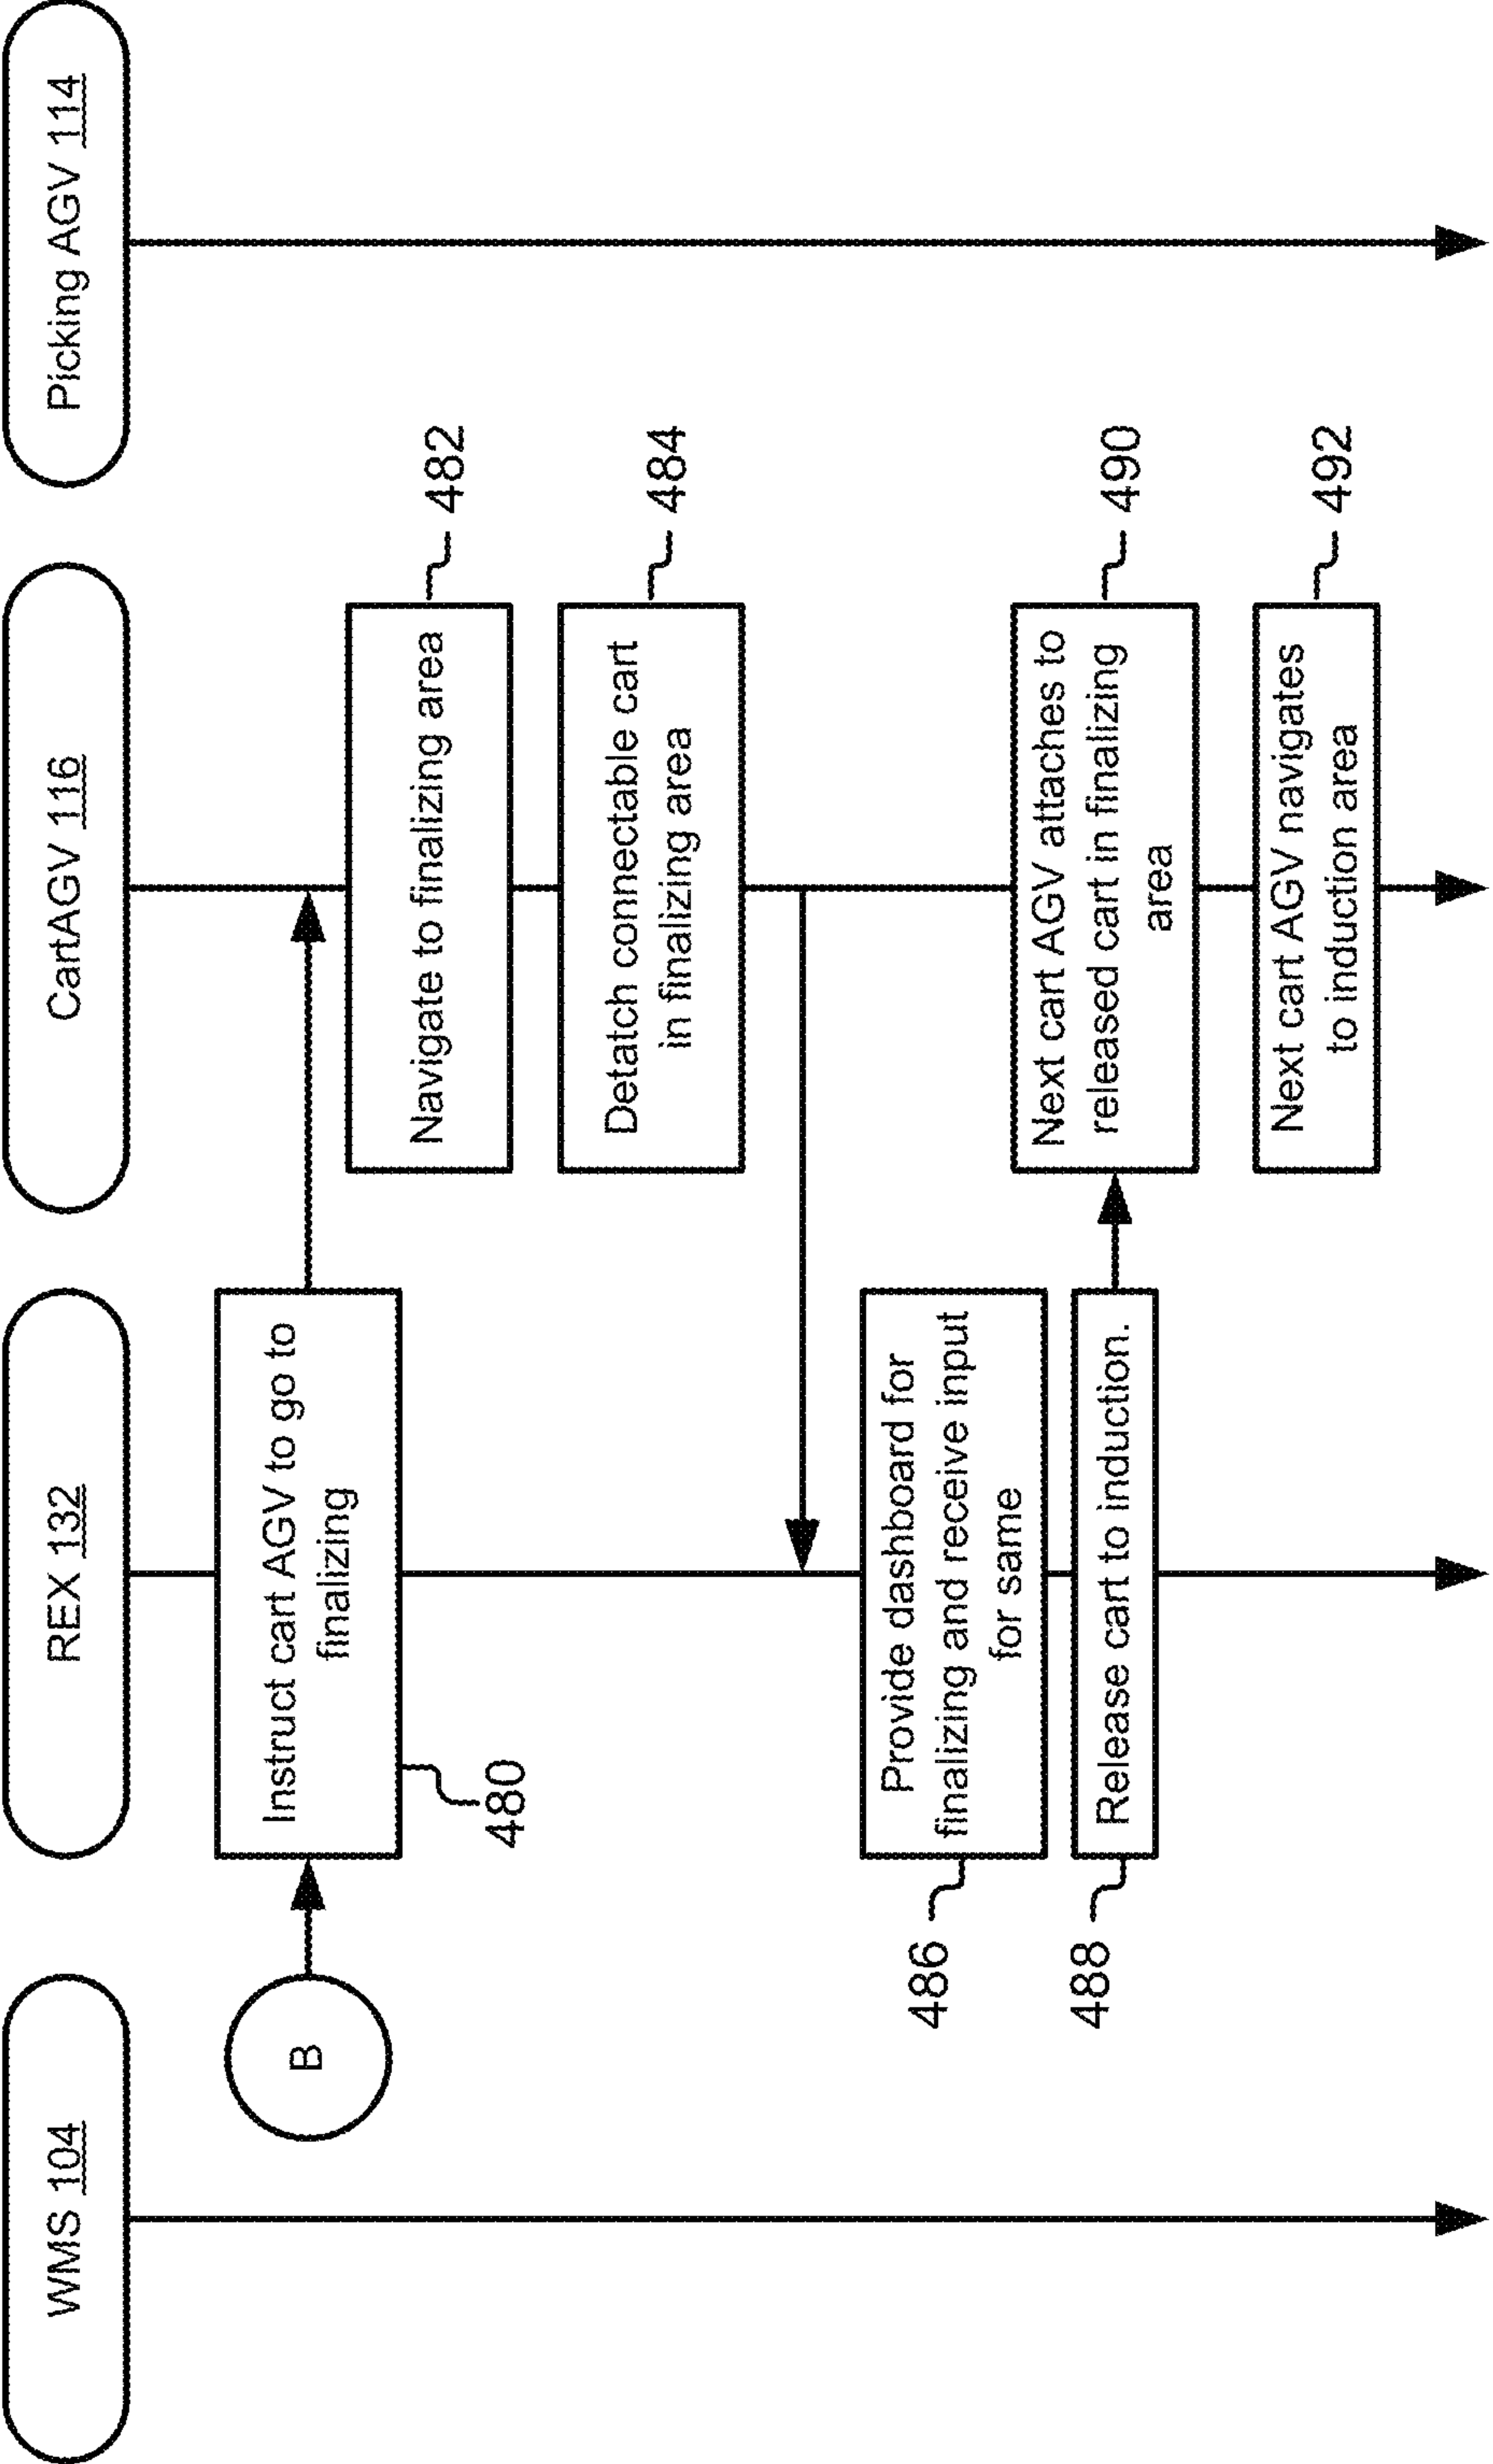 WMS 104
REX 132
CartAGV 116
Picking AGV 114
B
Instruct cart AGV to go to
finalizing
480
Navigate to finalizing area
482
Detatch connectable cart
in finalizing area
484
Provide dashboard for
finalizing and receive input
for same
486
Release cart to induction.
488
Next cart AGV attaches to
released cart in finalizing
area
490
Next cart AGV navigates
to induction area
492